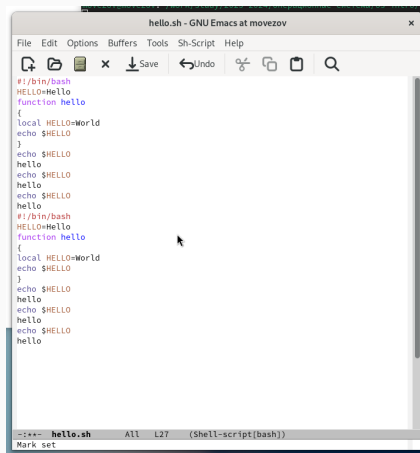 hello.sh - GNU Emacs at movezov
File Edit Options Buffers Tools Sh-Script Help
Save Undo
#!/bin/bash
HELLO=Hello
function hello
{
local HELLO=World
echo $HELLO
}
echo $HELLO
hello
echo $HELLO
hello
echo $HELLO
hello
#!/bin/bash
HELLO=Hello
function hello
{
local HELLO=World
echo $HELLO
}
echo $HELLO
hello
echo $HELLO
hello
echo $HELLO
hello
-:**- hello.sh All L27 (Shell-script[bash])
Mark set